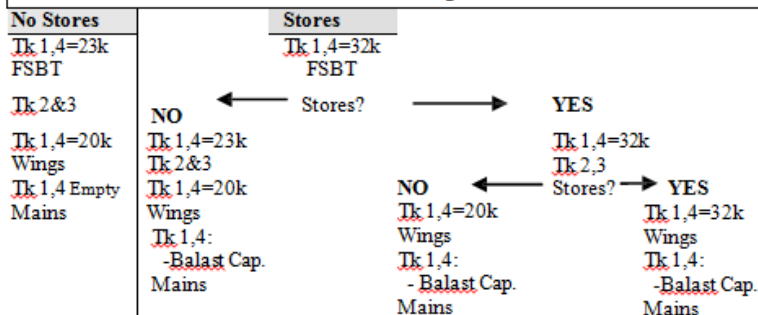 No Stores
Tk 1,4=23k
FSBT
Tk 2&3
Tk 1,4=20k
Wings
Tk 1,4 Empty
Mains
Stores
Tk 1,4=32k
FSBT
Stores?
NO
Tk 1,4=23k
Tk 2&3
Tk 1,4=20k
Wings
Tk 1,4:
-Balast Cap.
Mains
YES
Tk 1,4=32k
Tk 2,3
Stores?
NO
Tk 1,4=20k
Wings
Tk 1,4:
- Balast Cap.
Mains
YES
Tk 1,4=32k
Wings
Tk 1,4:
-Balast Cap.
Mains